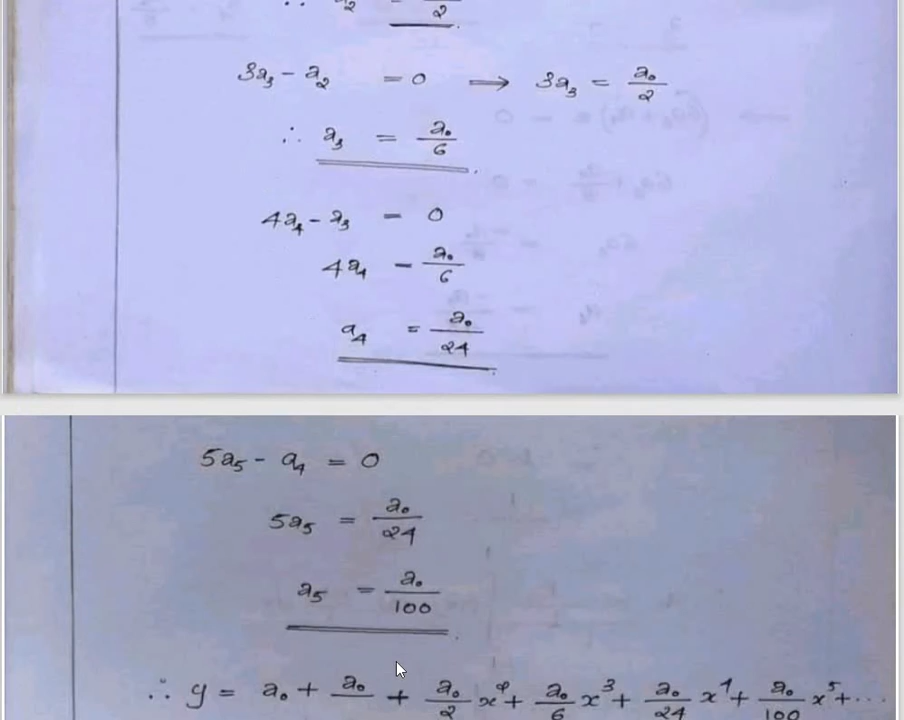 ∴ a₂ = /2.
3a₃ - a₂ = 0 ⟹ 3a₃ = a₀/2
∴ a₃ = a₀/6.
4a₄ - a₃ = 0
4a₄ - a₀/6
a₄ = a₀/24.
5a₅ - a₄ = 0
5a₅ = a₀/24
a₅ = a₀/100.
∴ y = a₀ + a₀/ + a₀/2 x² + a₀/6 x³ + a₀/24 x⁴ + a₀/100 x⁵ + ...